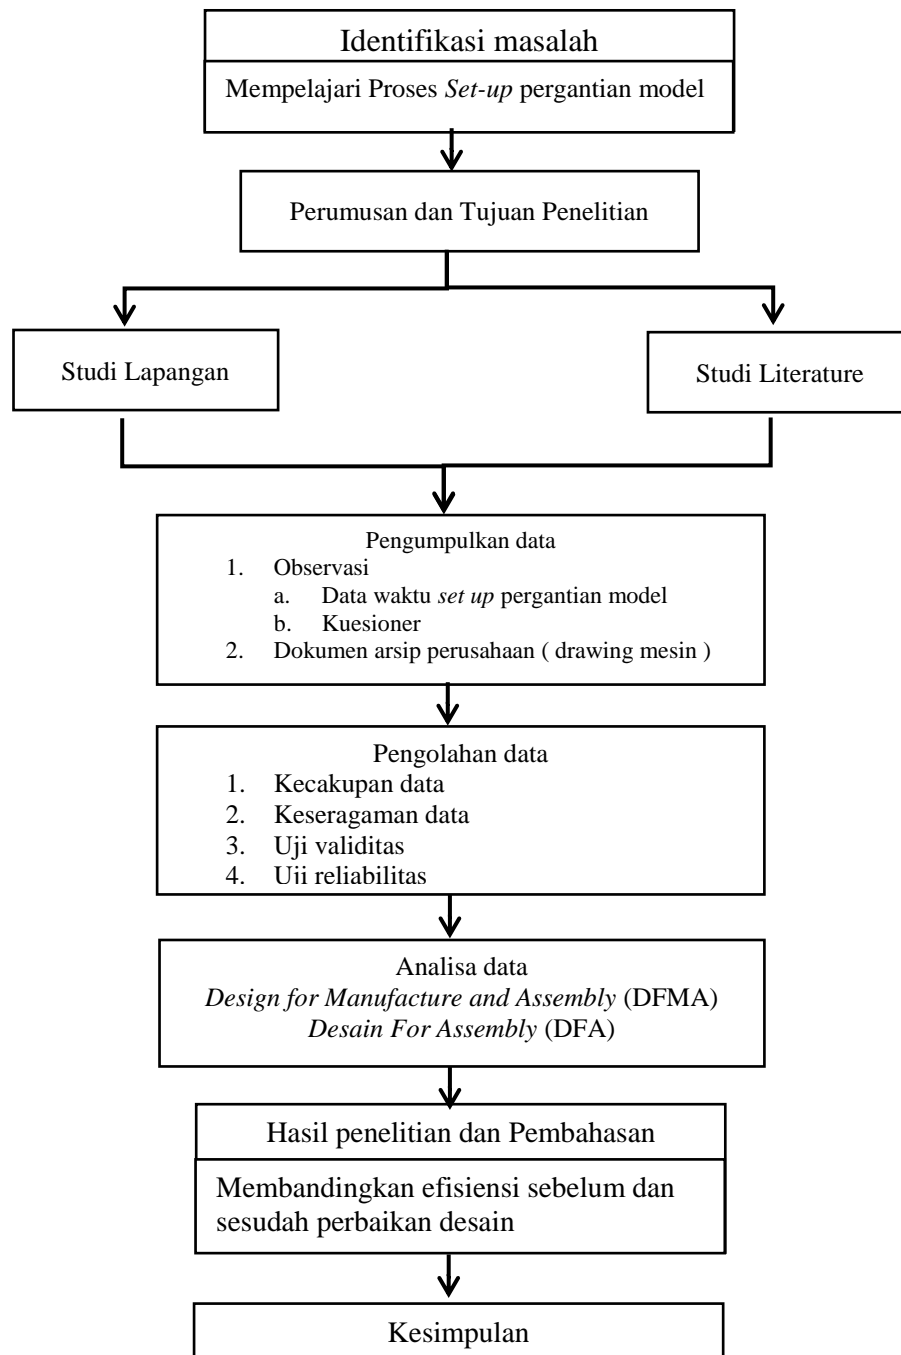 Identifikasi masalah
Mempelajari Proses Set-up pergantian model
Perumusan dan Tujuan Penelitian
Studi Lapangan
Studi Literature
Pengumpulkan data
1. Observasi
a. Data waktu set up pergantian model
b. Kuesioner
2. Dokumen arsip perusahaan ( drawing mesin )
Pengolahan data
1. Kecakupan data
2. Keseragaman data
3. Uji validitas
4. Uji reliabilitas
Analisa data
Design for Manufacture and Assembly (DFMA)
Desain For Assembly (DFA)
Hasil penelitian dan Pembahasan
Membandingkan efisiensi sebelum dan
sesudah perbaikan desain
Kesimpulan